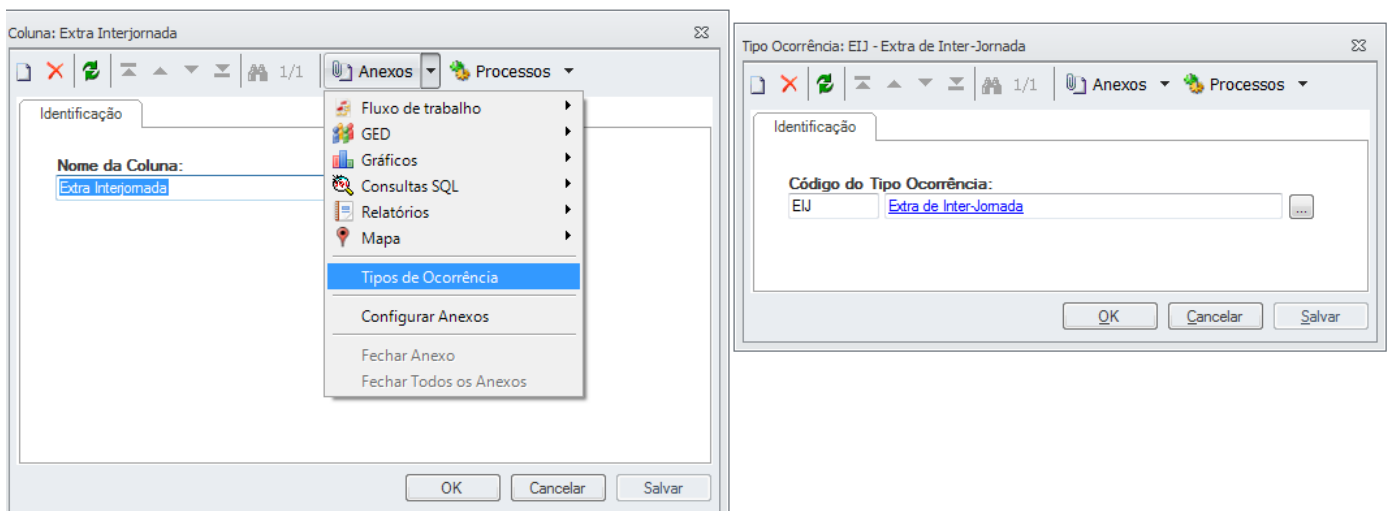 Coluna: Extra Interjornada
1/1
Anexos
Processos
Identificação
Nome da Coluna:
Extra Interjornada
Fluxo de trabalho
GED
Gráficos
Consultas SQL
Relatórios
Mapa
Tipos de Ocorrência
Configurar Anexos
Fechar Anexo
Fechar Todos os Anexos
OK
Cancelar
Salvar
Tipo Ocorrência: EIJ - Extra de Inter-Jornada
1/1
Anexos
Processos
Identificação
Código do Tipo Ocorrência:
EIJ
Extra de Inter-Jornada
...
OK
Cancelar
Salvar